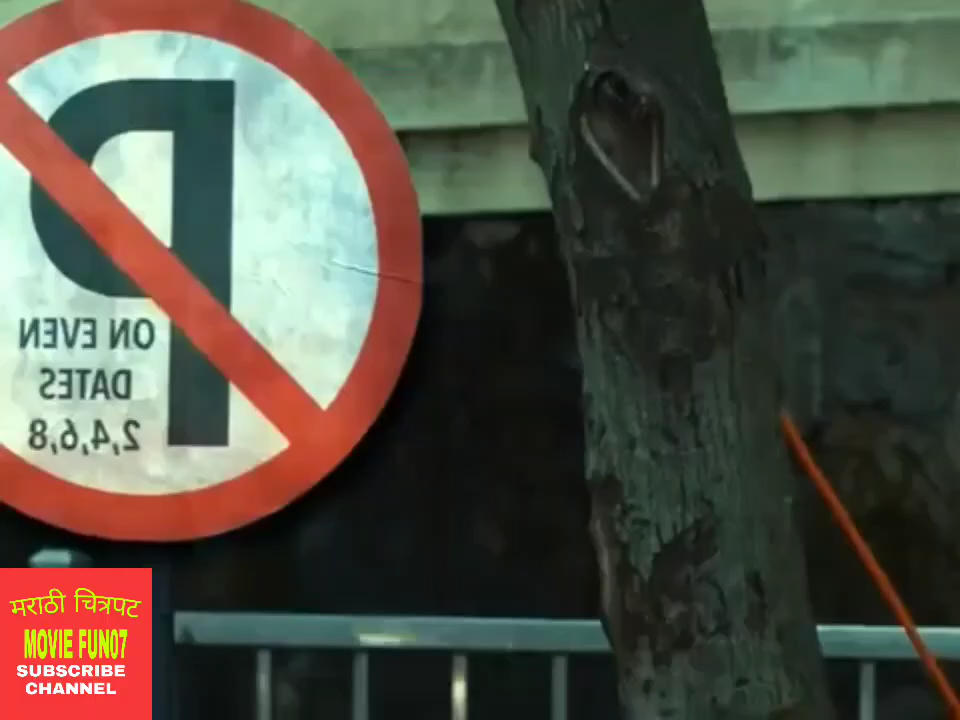 P
ON EVEN
DATES
2,4,6,8
मराठी चित्रपट
MOVIE FUN07
SUBSCRIBE
CHANNEL